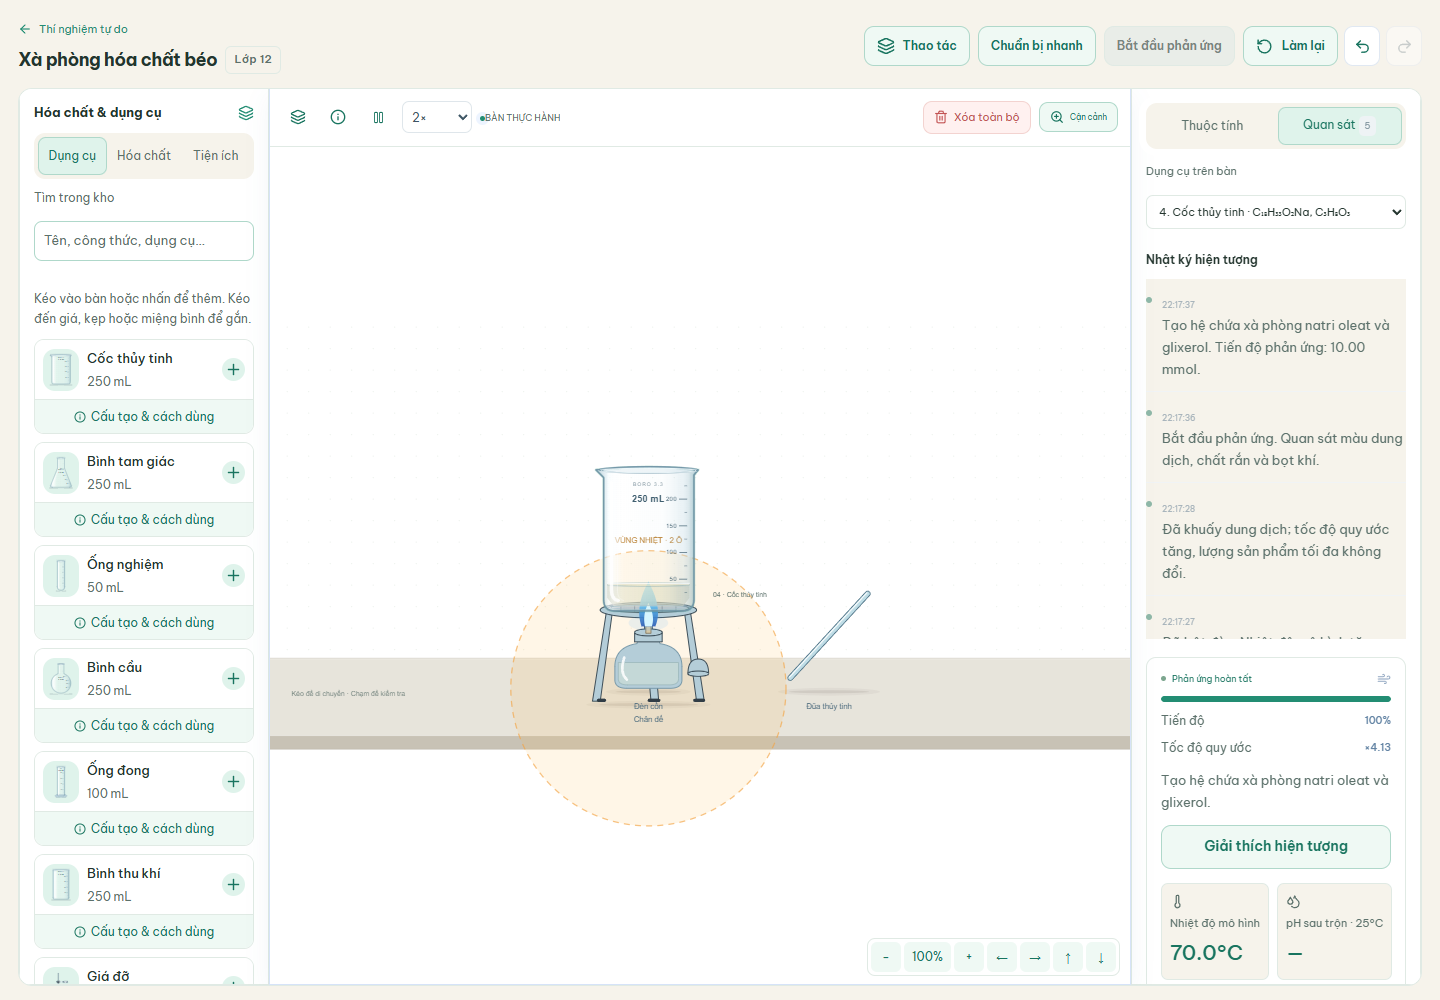 Thí nghiệm tự do
Xà phòng hóa chất béo
Lớp 12
Thao tác
Chuẩn bị nhanh
Bắt đầu phản ứng
Làm lại
Hóa chất & dụng cụ
Dụng cụ
Hóa chất
Tiện ích
Tìm trong kho
Tên, công thức, dụng cụ...
Kéo vào bàn hoặc nhấn để thêm. Kéo
đến giá, kẹp hoặc miệng bình để gắn.
Cốc thủy tinh
250 mL
Cấu tạo & cách dùng
Bình tam giác
250 mL
Cấu tạo & cách dùng
Ống nghiệm
50 mL
Cấu tạo & cách dùng
Bình cầu
250 mL
Cấu tạo & cách dùng
Ống đong
100 mL
Cấu tạo & cách dùng
Bình thu khí
250 mL
Cấu tạo & cách dùng
Giá đỡ
2×
BÀN THỰC HÀNH
Xóa toàn bộ
Cận cảnh
BORO 3.3
250 mL
200
150
VÙNG NHIỆT · 2 Ô
100
50
04 · Cốc thủy tinh
Kéo để di chuyển · Chạm để kiểm tra
Đèn cồn
Chân đế
Đũa thủy tinh
-
100%
+
←
→
↑
↓
Thuộc tính
Quan sát 5
Dụng cụ trên bàn
4. Cốc thủy tinh · C₁₈H₃₃O₂Na, C₃H₈O₃
Nhật ký hiện tượng
22:17:37
Tạo hệ chứa xà phòng natri oleat và
glixerol. Tiến độ phản ứng: 10.00
mmol.
22:17:36
Bắt đầu phản ứng. Quan sát màu dung
dịch, chất rắn và bọt khí.
22:17:28
Đã khuấy dung dịch; tốc độ quy ước
tăng, lượng sản phẩm tối đa không
đổi.
22:17:27
Phản ứng hoàn tất
Tiến độ
100%
Tốc độ quy ước
×4.13
Tạo hệ chứa xà phòng natri oleat và
glixerol.
Giải thích hiện tượng
Nhiệt độ mô hình
70.0°C
pH sau trộn · 25°C
—